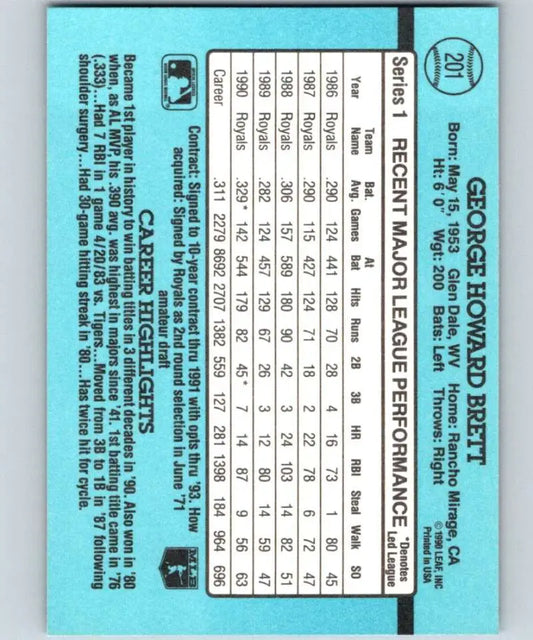 201
GEORGE HOWARD BRETT
Born: May 15, 1953 Glen Dale, WV Home: Rancho Mirage, CA
Ht: 6'0" Wgt: 200 Bats: Left Throws: Right
©1990 LEAF, INC
Printed in USA
Series 1 RECENT MAJOR LEAGUE PERFORMANCE *Denotes Led League
Year Team Name Bat. Avg. Games At Bat Hits Runs 2B 3B HR RBI Steal Walk SO
1986 Royals .290 124 441 128 70 28 4 16 73 1 80 45
1987 Royals .290 115 427 124 71 18 2 22 78 6 72 47
1988 Royals .306 157 589 180 90 42 3 24 103 14 82 51
1989 Royals .282 124 457 129 67 26 3 12 80 14 59 47
1990 Royals .329* 142 544 179 82 45* 7 14 87 9 56 63
Career .311 2279 8692 2707 1382 559 127 281 1398 184 964 696
Contract: Signed to 10-year contract thru 1991 with opts thru '93. How
acquired: Signed by Royals as 2nd round selection in June '71
amateur draft
CAREER HIGHLIGHTS
Became 1st player in history to win batting titles in 3 different decades in '90. Also won in '80
when, as AL MVP his .390 avg. was highest in majors since '41. 1st batting title came in '76
(.333)...Had 7 RBI in 1 game 4/20/83 vs. Tigers...Moved from 3B to 1B in '87 following
shoulder surgery...Had 30-game hitting streak in '80...Has twice hit for cycle.